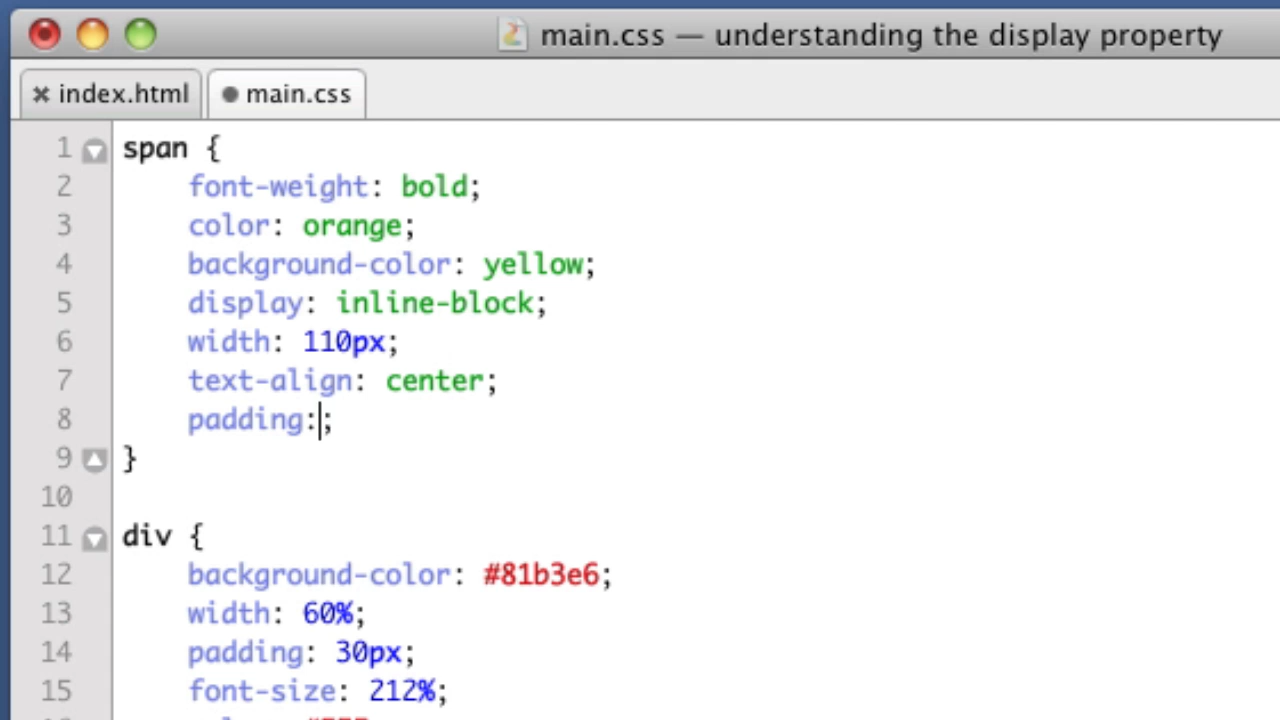 main.css — understanding the display property
index.html
main.css
1 span {
2 font-weight: bold;
3 color: orange;
4 background-color: yellow;
5 display: inline-block;
6 width: 110px;
7 text-align: center;
8 padding:;
9 }
10
11 div {
12 background-color: #81b3e6;
13 width: 60%;
14 padding: 30px;
15 font-size: 212%;